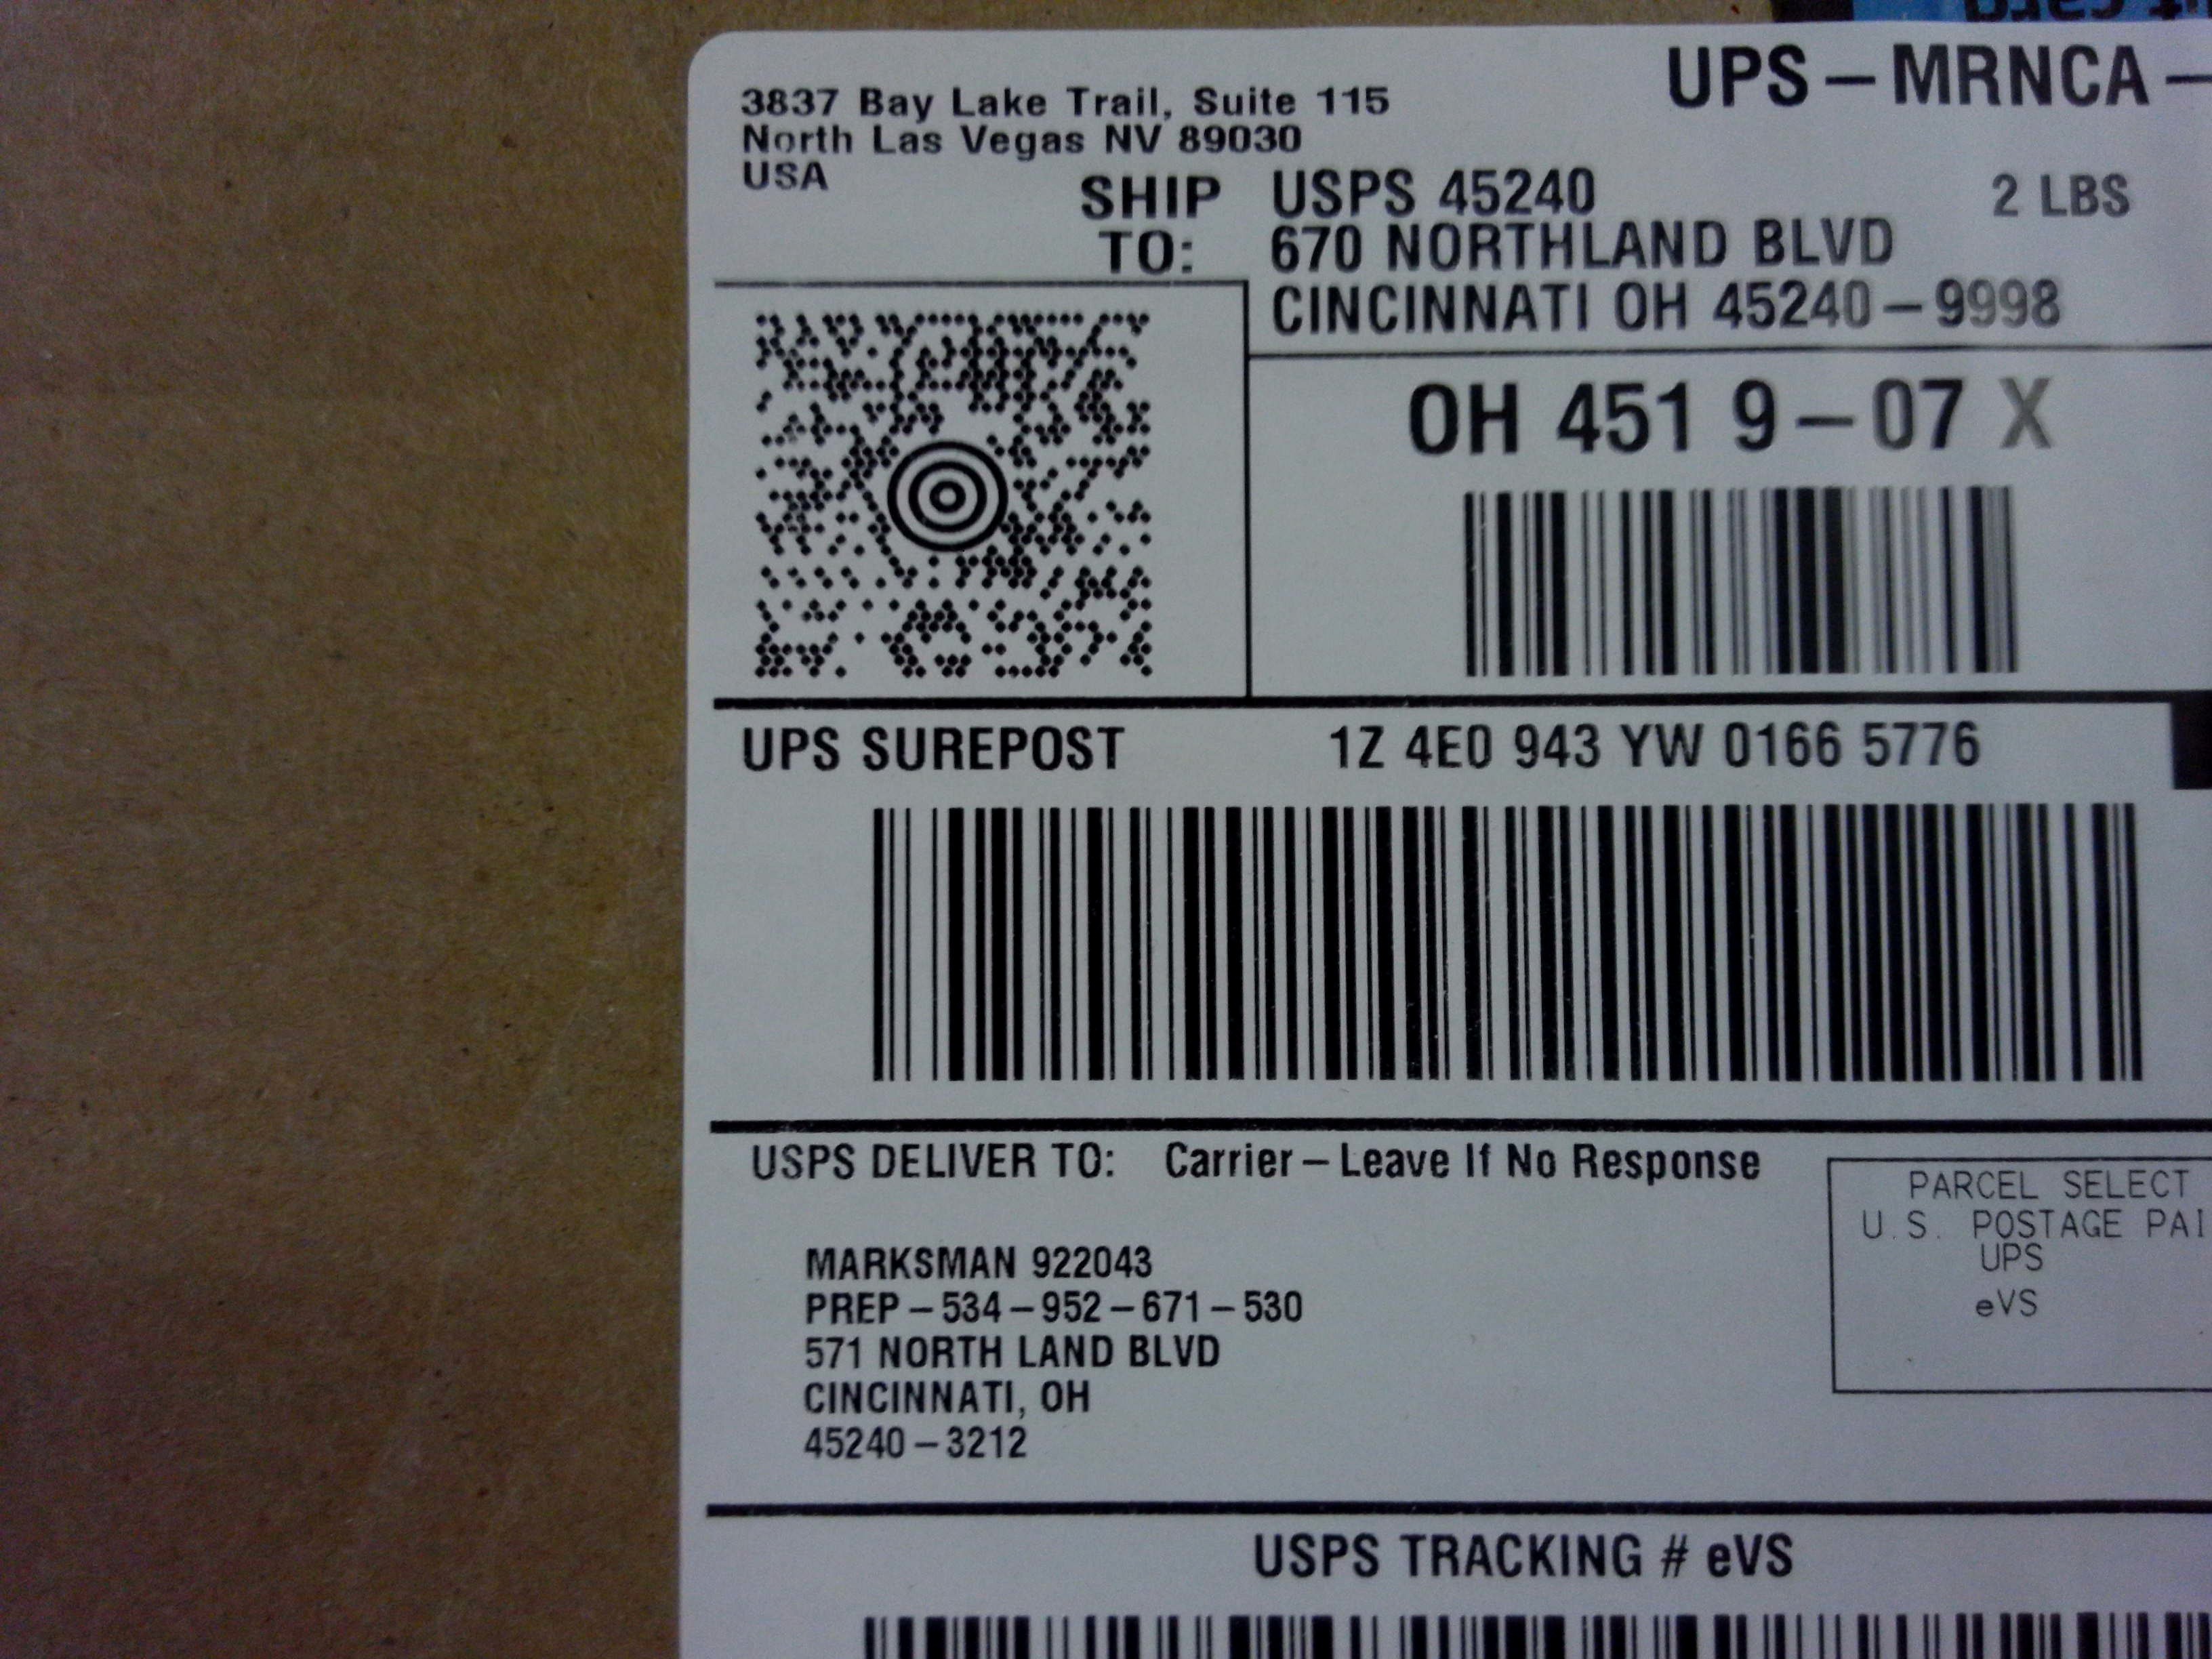 UPS – MRNCA –
3837 Bay Lake Trail, Suite 115
North Las Vegas NV 89030
USA
SHIP TO:
USPS 45240
2 LBS
670 NORTHLAND BLVD
CINCINNATI OH 45240–9998
OH 451 9–07 X
UPS SUREPOST
1Z 4E0 943 YW 0166 5776
USPS DELIVER TO: Carrier–Leave If No Response
PARCEL SELECT
U.S. POSTAGE PAI
UPS
eVS
MARKSMAN 922043
PREP–534–952–671–530
571 NORTH LAND BLVD
CINCINNATI, OH
45240–3212
USPS TRACKING # eVS